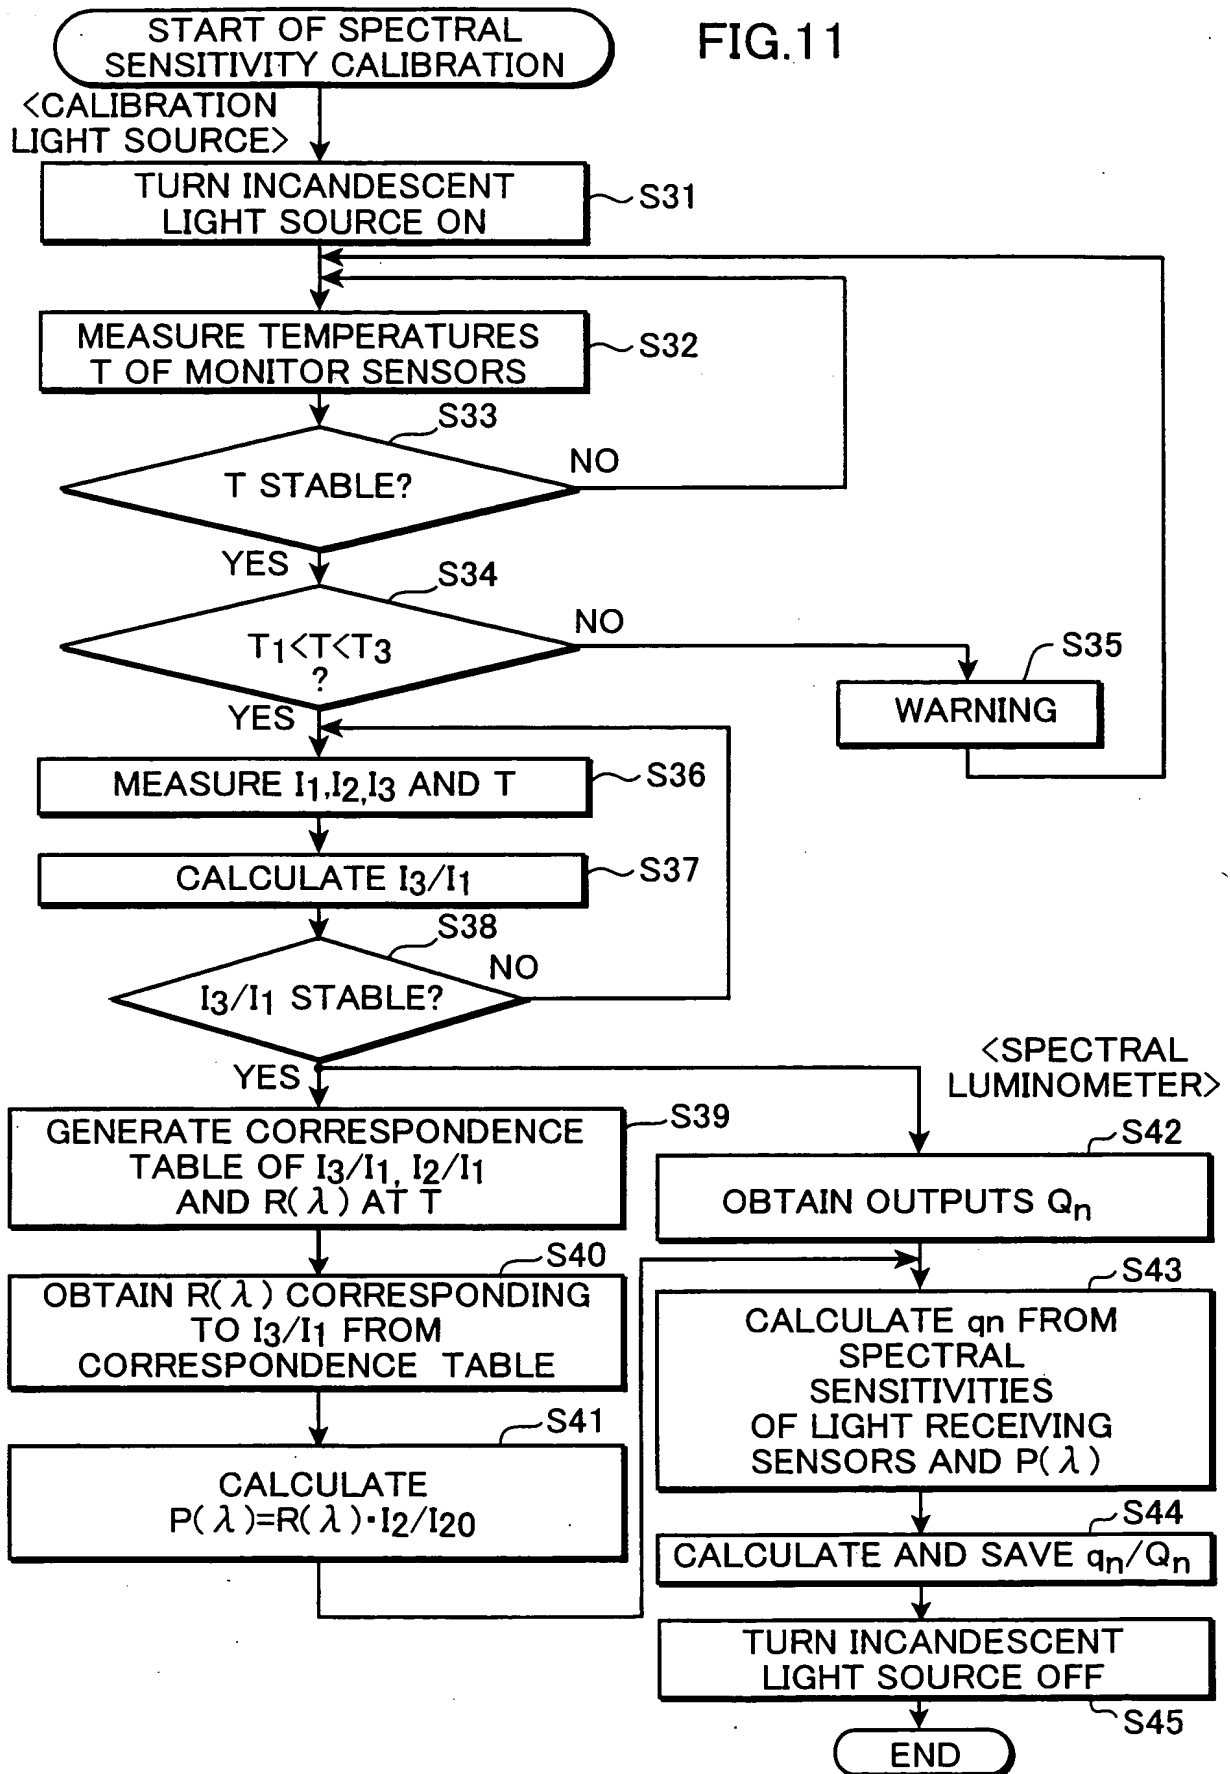 START OF SPECTRAL
SENSITIVITY CALIBRATION
FIG.11
<CALIBRATION
LIGHT SOURCE>
TURN INCANDESCENT
LIGHT SOURCE ON
S31
MEASURE TEMPERATURES
T OF MONITOR SENSORS
S32
S33
T STABLE?
NO
YES
S34
T1<T<T3
?
NO
YES
S35
WARNING
MEASURE I1,I2,I3 AND T
S36
CALCULATE I3/I1
S37
S38
I3/I1 STABLE?
NO
YES
GENERATE CORRESPONDENCE
TABLE OF I3/I1, I2/I1
AND R(λ) AT T
S39
S40
OBTAIN R(λ) CORRESPONDING
TO I3/I1 FROM
CORRESPONDENCE TABLE
S41
CALCULATE
P(λ)=R(λ)·I2/I20
<SPECTRAL
LUMINOMETER>
S42
OBTAIN OUTPUTS Qn
S43
CALCULATE qn FROM
SPECTRAL
SENSITIVITIES
OF LIGHT RECEIVING
SENSORS AND P(λ)
S44
CALCULATE AND SAVE qn/Qn
TURN INCANDESCENT
LIGHT SOURCE OFF
S45
END